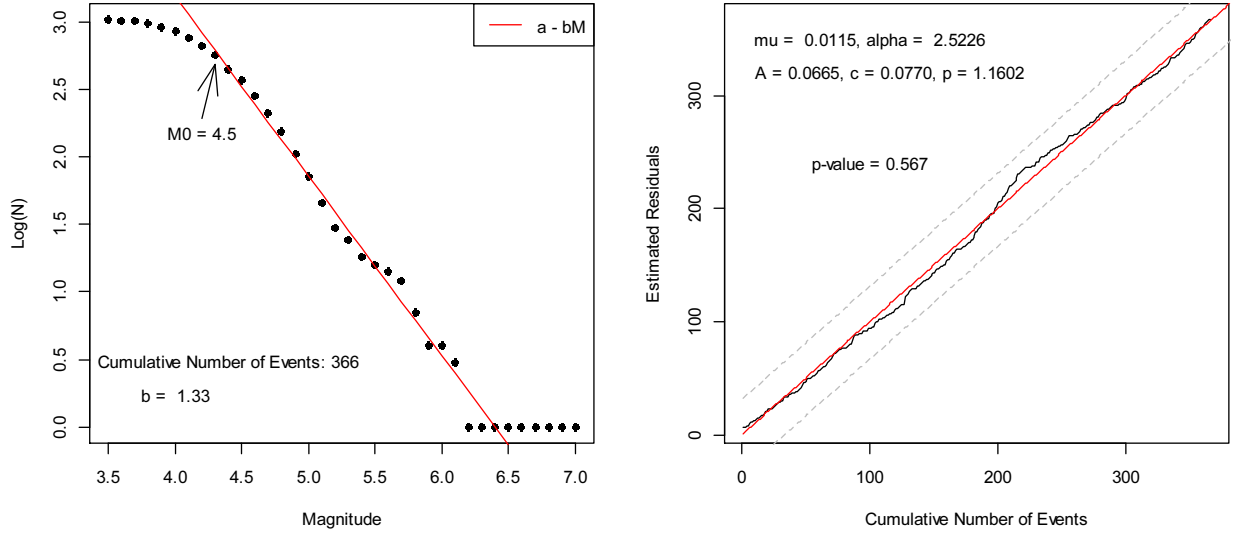 a - bM
M0 = 4.5
Cumulative Number of Events: 366
b = 1.33
Log(N)
0.0
0.5
1.0
1.5
2.0
2.5
3.0
3.5 4.0 4.5 5.0 5.5 6.0 6.5 7.0
Magnitude
mu = 0.0115, alpha = 2.5226
A = 0.0665, c = 0.0770, p = 1.1602
p-value = 0.567
Estimated Residuals
0
100
200
300
0 100 200 300
Cumulative Number of Events